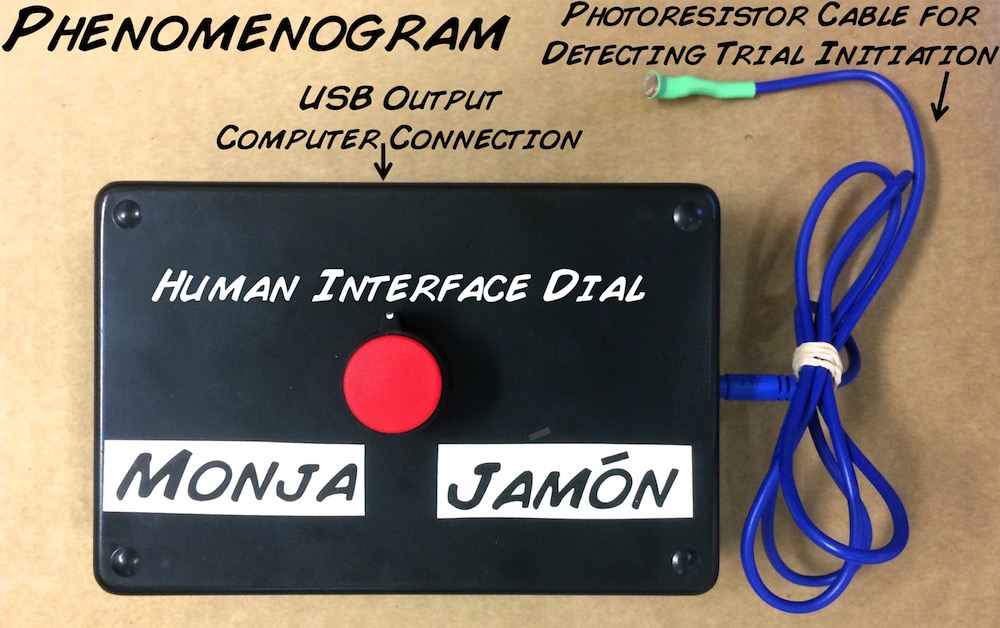 PHENOMENOGRAM
PHOTORESISTOR CABLE FOR
DETECTING TRIAL INITIATION
USB OUTPUT
COMPUTER CONNECTION
HUMAN INTERFACE DIAL
MONJA
JAMÓN